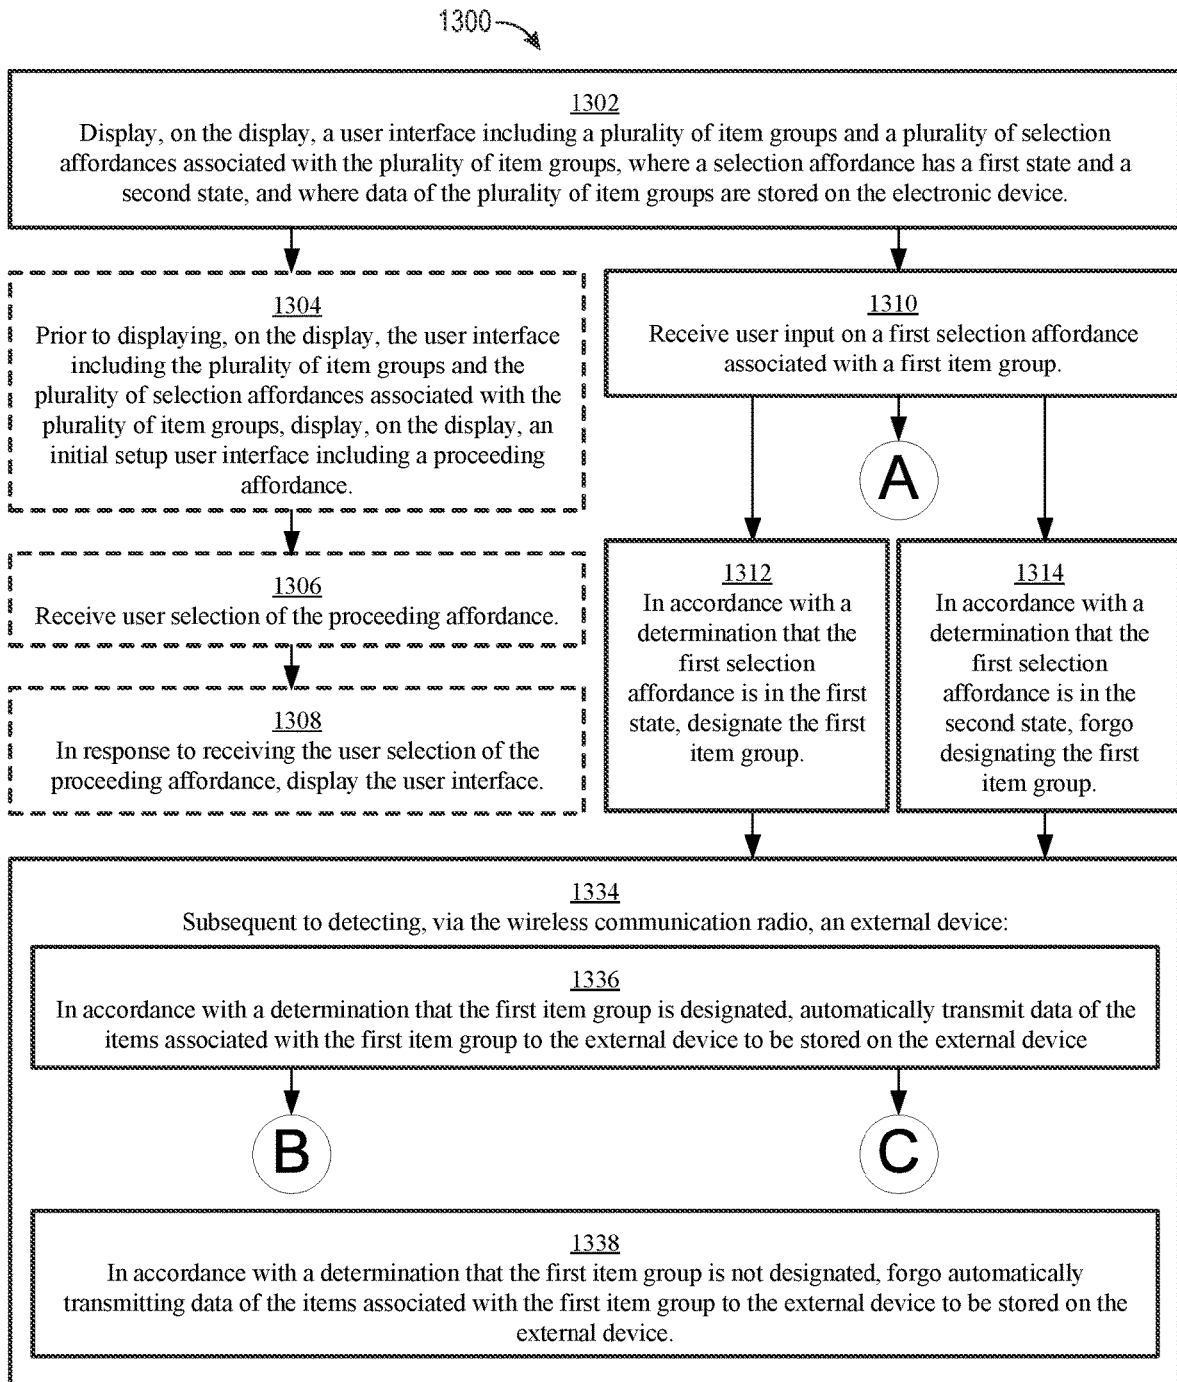 1300
1302
Display, on the display, a user interface including a plurality of item groups and a plurality of selection
affordances associated with the plurality of item groups, where a selection affordance has a first state and a
second state, and where data of the plurality of item groups are stored on the electronic device.
1304
Prior to displaying, on the display, the user interface
including the plurality of item groups and the
plurality of selection affordances associated with the
plurality of item groups, display, on the display, an
initial setup user interface including a proceeding
affordance.
1306
Receive user selection of the proceeding affordance.
1308
In response to receiving the user selection of the
proceeding affordance, display the user interface.
1310
Receive user input on a first selection affordance
associated with a first item group.
A
1312
In accordance with a
determination that the
first selection
affordance is in the first
state, designate the first
item group.
1314
In accordance with a
determination that the
first selection
affordance is in the
second state, forgo
designating the first
item group.
1334
Subsequent to detecting, via the wireless communication radio, an external device:
1336
In accordance with a determination that the first item group is designated, automatically transmit data of the
items associated with the first item group to the external device to be stored on the external device
B
C
1338
In accordance with a determination that the first item group is not designated, forgo automatically
transmitting data of the items associated with the first item group to the external device to be stored on the
external device.